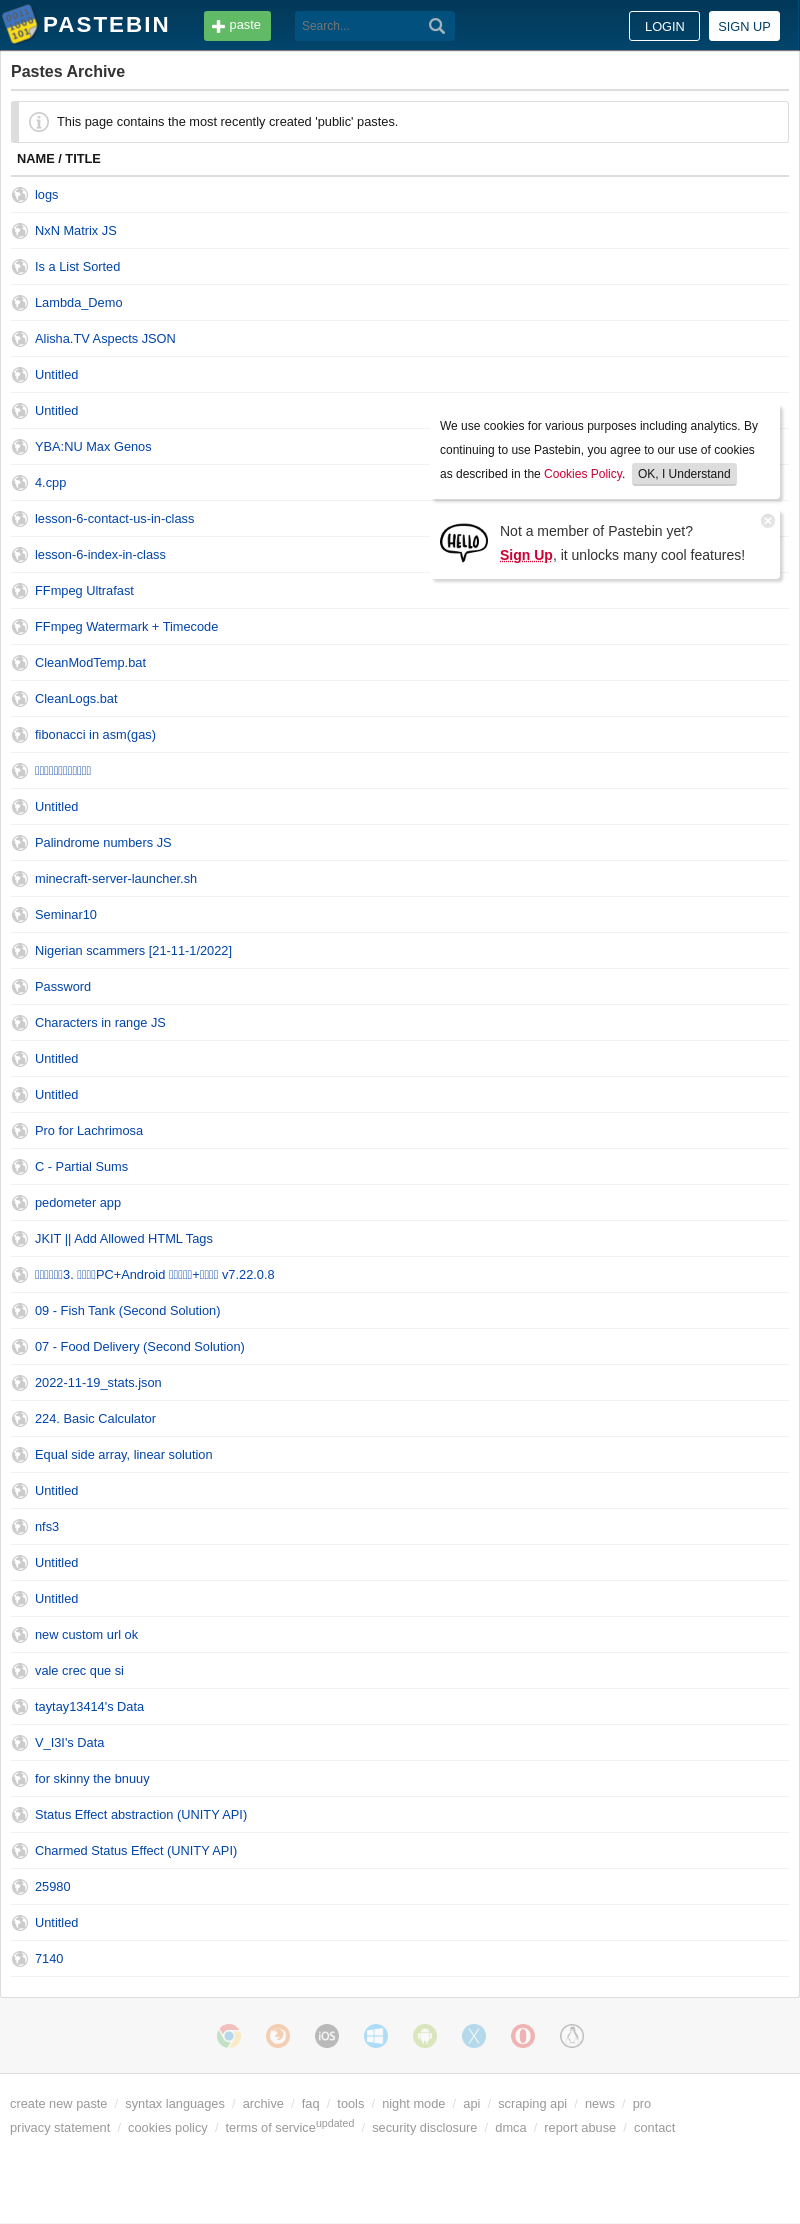 PASTEBIN
paste
Search...
LOGIN
SIGN UP
Pastes Archive
This page contains the most recently created 'public' pastes.
NAME / TITLE
logs
NxN Matrix JS
Is a List Sorted
Lambda_Demo
Alisha.TV Aspects JSON
Untitled
Untitled
YBA:NU Max Genos
4.cpp
lesson-6-contact-us-in-class
lesson-6-index-in-class
FFmpeg Ultrafast
FFmpeg Watermark + Timecode
CleanModTemp.bat
CleanLogs.bat
fibonacci in asm(gas)
Untitled
Palindrome numbers JS
minecraft-server-launcher.sh
Seminar10
Nigerian scammers [21-11-1/2022]
Password
Characters in range JS
Untitled
Untitled
Pro for Lachrimosa
C - Partial Sums
pedometer app
JKIT || Add Allowed HTML Tags
3. PC+Android + v7.22.0.8
09 - Fish Tank (Second Solution)
07 - Food Delivery (Second Solution)
2022-11-19_stats.json
224. Basic Calculator
Equal side array, linear solution
Untitled
nfs3
Untitled
Untitled
new custom url ok
vale crec que si
taytay13414's Data
V_I3I's Data
for skinny the bnuuy
Status Effect abstraction (UNITY API)
Charmed Status Effect (UNITY API)
25980
Untitled
7140
We use cookies for various purposes including analytics. By
continuing to use Pastebin, you agree to our use of cookies
as described in the Cookies Policy. OK, I Understand
HELLO
Not a member of Pastebin yet?
Sign Up, it unlocks many cool features!
iOS
create new paste / syntax languages / archive / faq / tools / night mode / api / scraping api / news / pro
privacy statement / cookies policy / terms of service updated / security disclosure / dmca / report abuse / contact